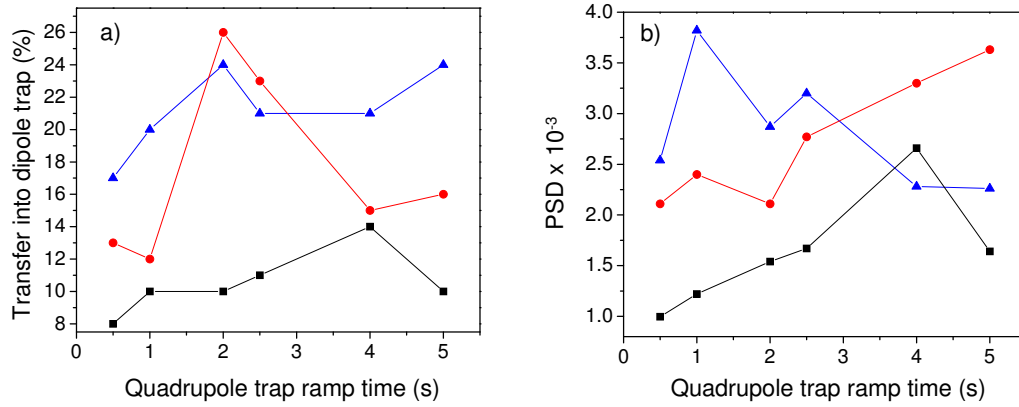 a)
Transfer into dipole trap (%)
26
24
22
20
18
16
14
12
10
8
0 1 2 3 4 5
Quadrupole trap ramp time (s)
b)
PSD x 10⁻³
4.0
3.5
3.0
2.5
2.0
1.5
1.0
0 1 2 3 4 5
Quadrupole trap ramp time (s)